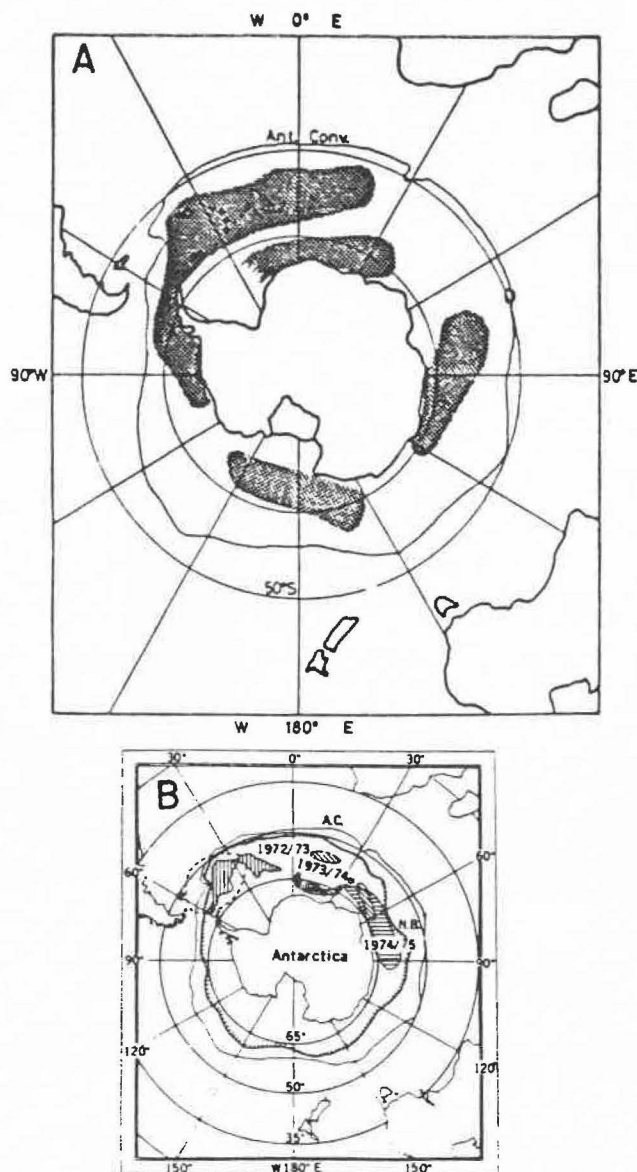 W 0° E
A
Ant. Conv.
90°W
90°E
50°S
W 180° E
30° 0° 30°
B
A.C.
1972/73
60° 1973/74 60°
N.B.
1974/75
Antarctica
90° 90°
65°
120° 120°
50°
35°
150° W180°E 150°